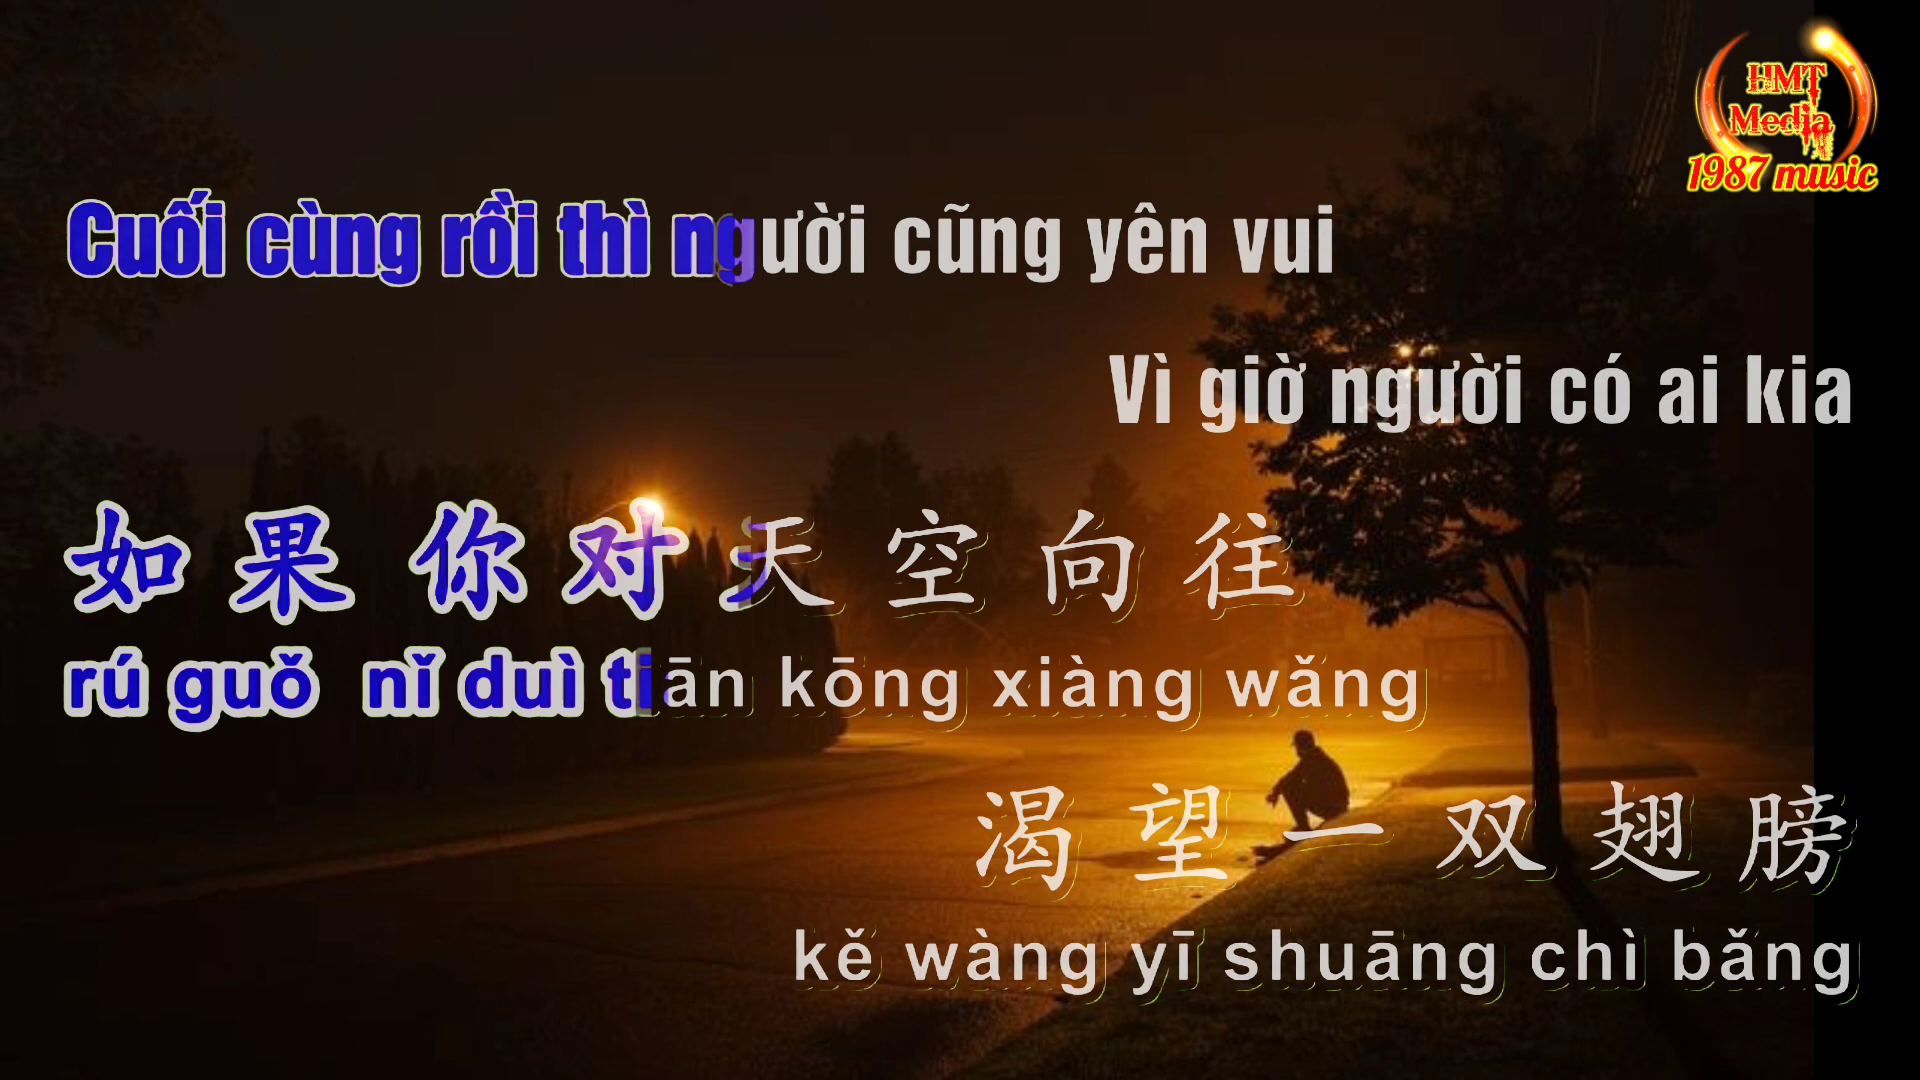 HMT
Media
1987 music
Cuối cùng rồi thì người cũng yên vui
Vì giờ người có ai kia
如 果 你 对 天 空 向 往
rú guǒ nǐ duì tiān kōng xiàng wǎng
渴 望 一 双 翅 膀
kě wàng yī shuāng chì bǎng